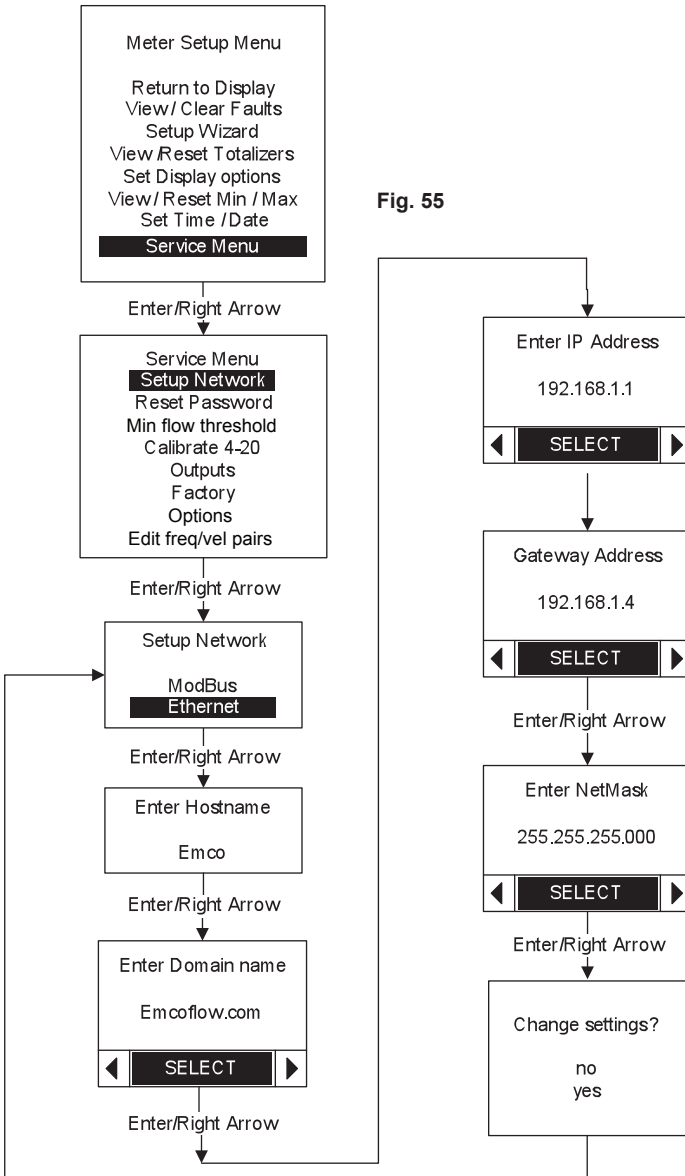 Meter Setup Menu
Return to Display
View / Clear Faults
Setup Wizard
View /Reset Totalizers
Set Display options
View / Reset Min / Max
Set Time /Date
Service Menu
Enter/Right Arrow
Service Menu
Setup Network
Reset Password
Min flow threshold
Calibrate 4-20
Outputs
Factory
Options
Edit freq/vel pairs
Enter/Right Arrow
Setup Network
ModBus
Ethernet
Enter/Right Arrow
Enter Hostname
Emco
Enter/Right Arrow
Enter Domain name
Emcoflow.com
SELECT
Enter/Right Arrow
Fig. 55
Enter IP Address
192.168.1.1
SELECT
Gateway Address
192.168.1.4
SELECT
Enter/Right Arrow
Enter NetMask
255.255.255.000
SELECT
Enter/Right Arrow
Change settings?
no
yes